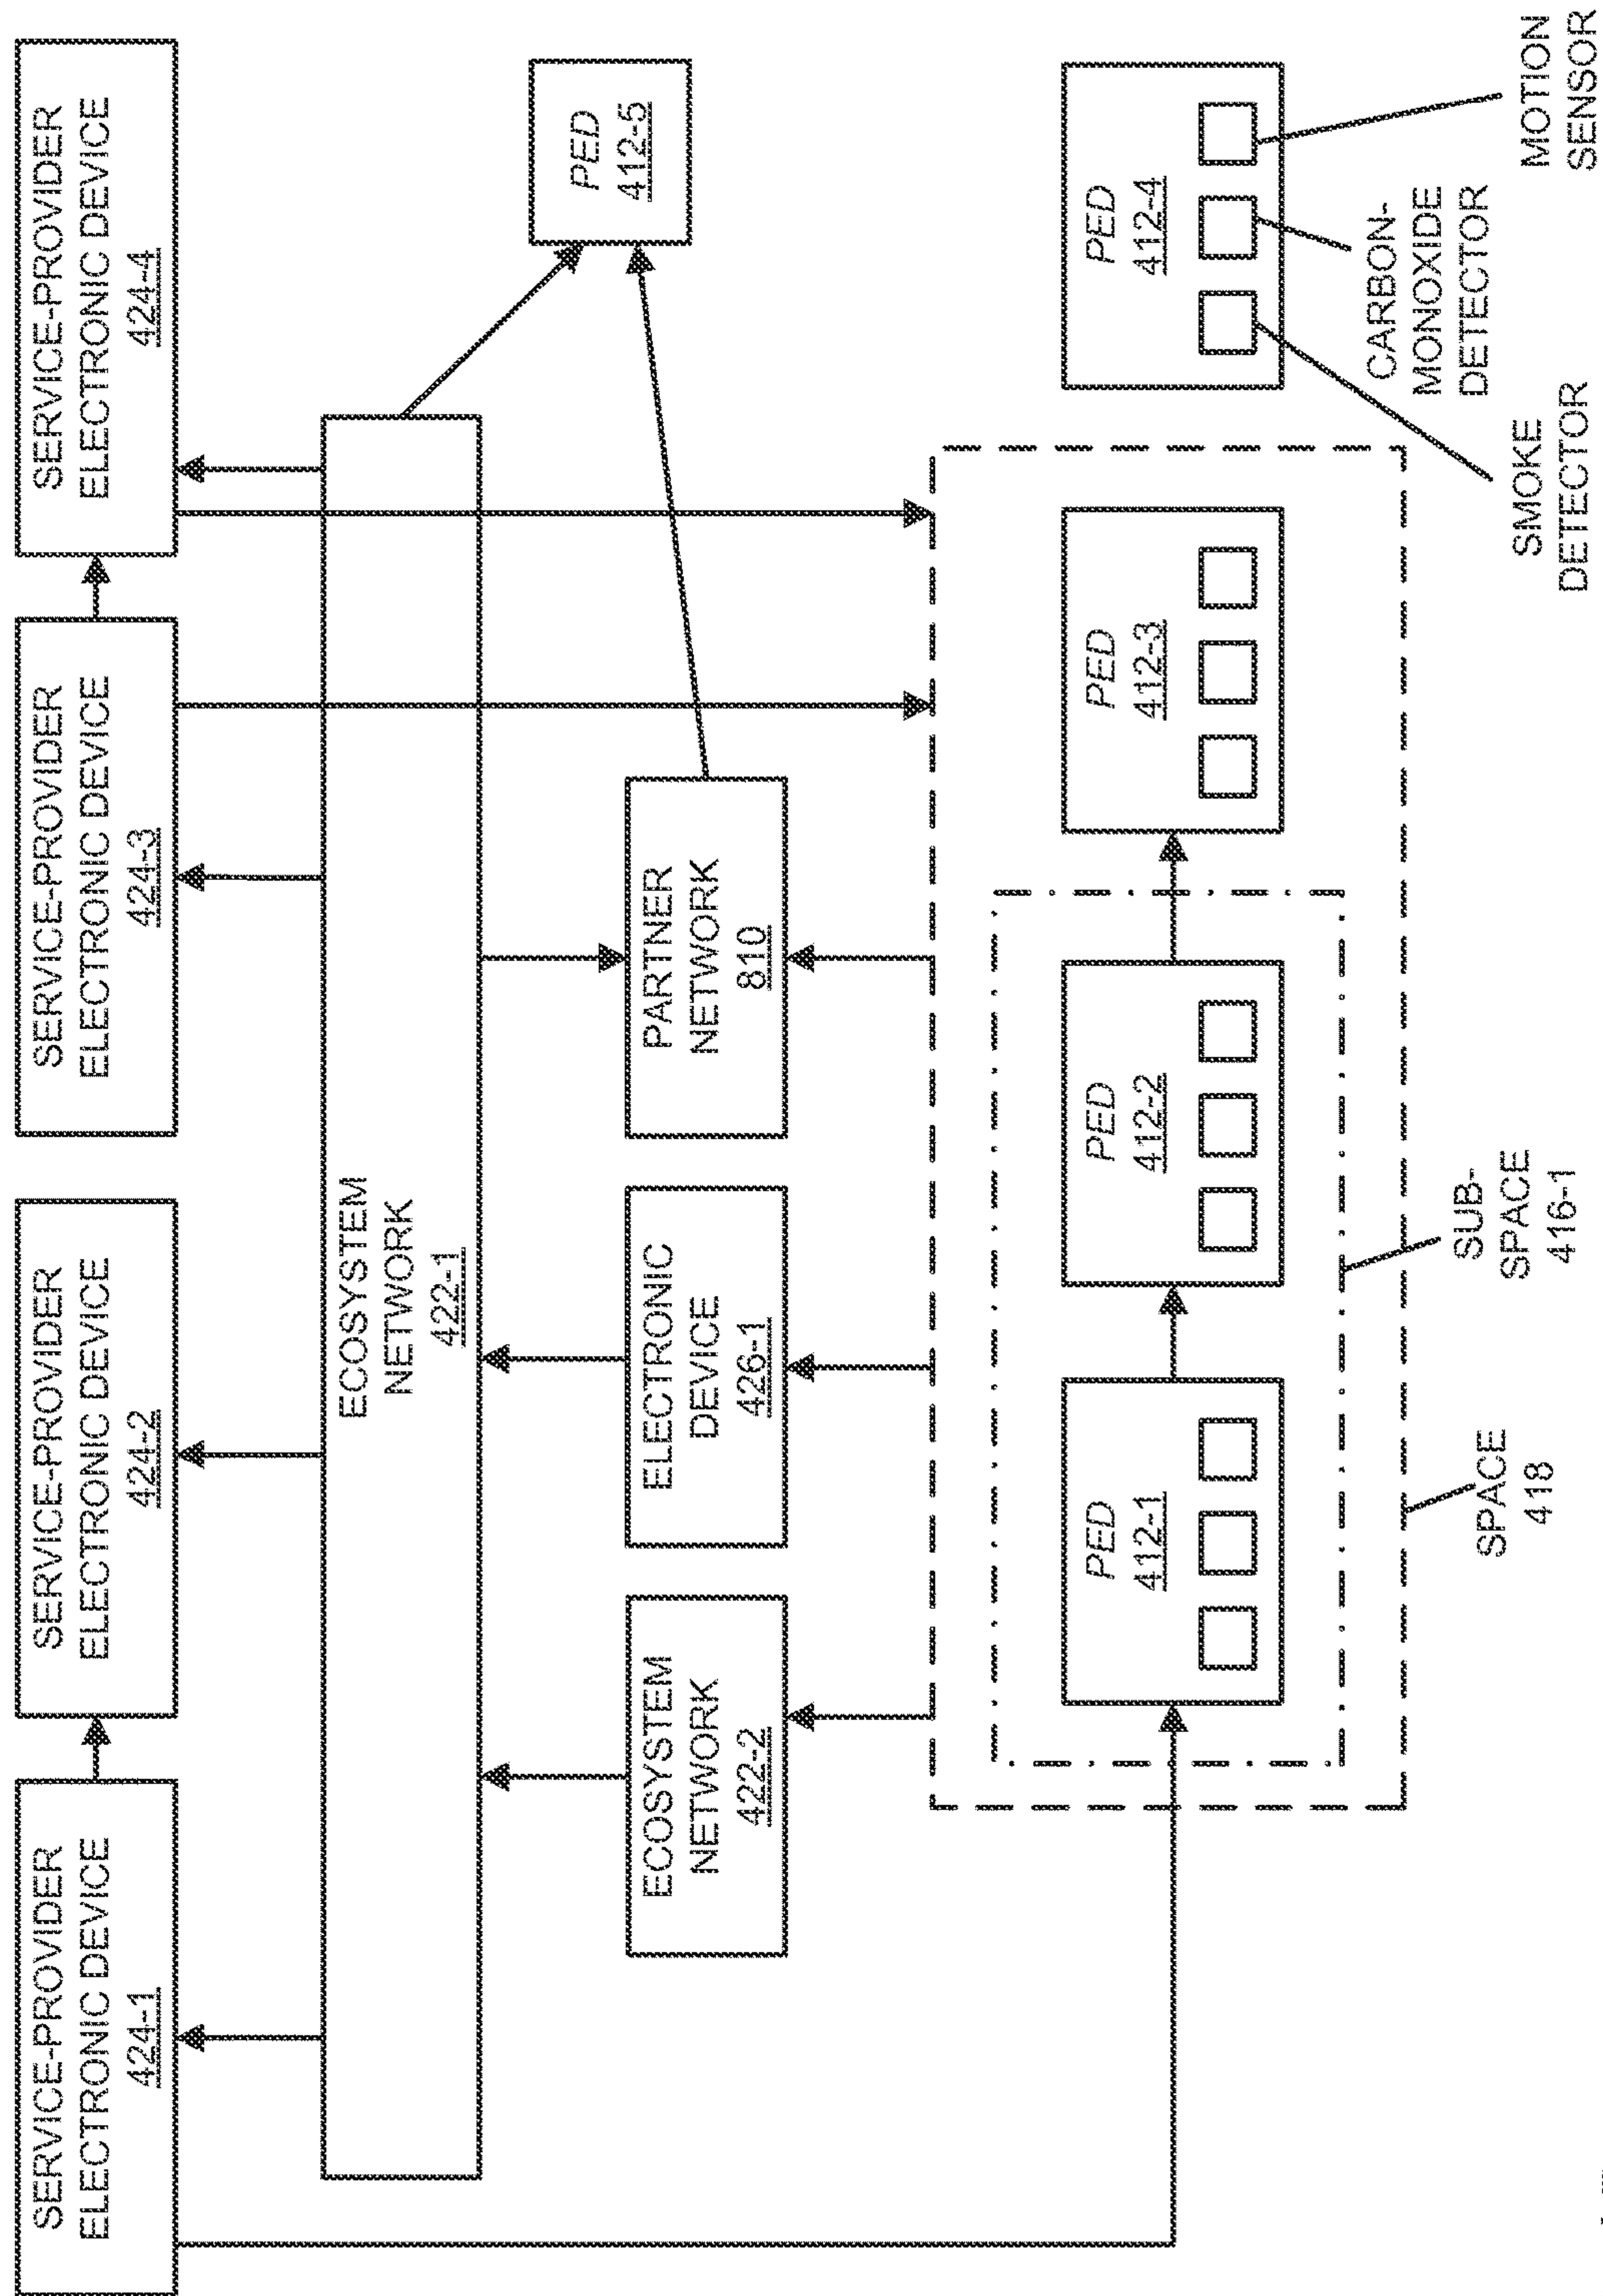 SERVICE-PROVIDER
ELECTRONIC DEVICE
424-1
SERVICE-PROVIDER
ELECTRONIC DEVICE
424-2
SERVICE-PROVIDER
ELECTRONIC DEVICE
424-3
SERVICE-PROVIDER
ELECTRONIC DEVICE
424-4
ECOSYSTEM
NETWORK
422-1
ECOSYSTEM
NETWORK
422-2
ELECTRONIC
DEVICE
426-1
PARTNER
NETWORK
810
PED
412-5
PED
412-1
PED
412-2
PED
412-3
PED
412-4
SPACE
418
SUB-
SPACE
416-1
SMOKE
DETECTOR
CARBON-
MONOXIDE
DETECTOR
MOTION
SENSOR